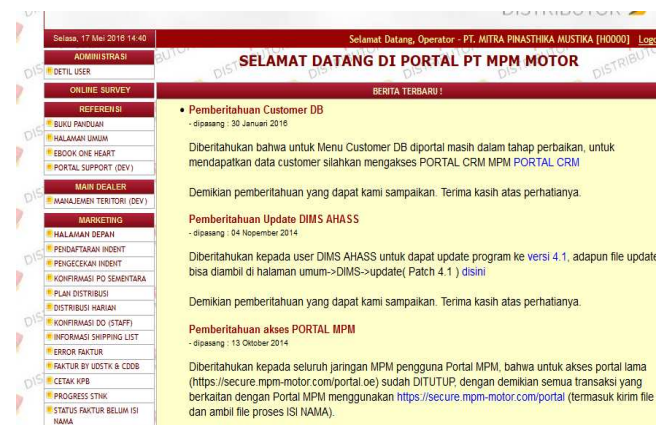 DISTRIBUTOR
Selasa, 17 Mei 2016 14:40
Selamat Datang, Operator - PT. MITRA PINASTHIKA MUSTIKA [H0000] Logo
ADMINISTRASI
DETIL USER
ONLINE SURVEY
REFERENSI
BUKU PANDUAN
HALAMAN UMUM
EBOOK ONE HEART
PORTAL SUPPORT (DEV)
MAIN DEALER
MANAJEMEN TERITORI (DEV)
MARKETING
HALAMAN DEPAN
PENDAFTARAN INDENT
PENGECEKAN INDENT
KONFIRMASI PO SEMENTARA
PLAN DISTRIBUSI
DISTRIBUSI HARIAN
KONFIRMASI DO (STAFF)
INFORMASI SHIPPING LIST
ERROR FAKTUR
FAKTUR BY UDSTK & CDDB
CETAK KPB
PROGRESS STNK
STATUS FAKTUR BELUM ISI
NAMA
SELAMAT DATANG DI PORTAL PT MPM MOTOR
BERITA TERBARU !
• Pemberitahuan Customer DB
- dipasang : 30 Januari 2016
Diberitahukan bahwa untuk Menu Customer DB diportal masih dalam tahap perbaikan, untuk
mendapatkan data customer silahkan mengakses PORTAL CRM MPM PORTAL CRM
Demikian pemberitahuan yang dapat kami sampaikan. Terima kasih atas perhatianya.
Pemberitahuan Update DIMS AHASS
- dipasang : 04 Nopember 2014
Diberitahukan kepada user DIMS AHASS untuk dapat update program ke versi 4.1, adapun file update
bisa diambil di halaman umum->DIMS->update( Patch 4.1 ) disini
Demikian pemberitahuan yang dapat kami sampaikan. Terima kasih atas perhatianya.
Pemberitahuan akses PORTAL MPM
- dipasang : 13 Oktober 2014
Diberitahukan kepada seluruh jaringan MPM pengguna Portal MPM, bahwa untuk akses portal lama
(https://secure.mpm-motor.com/portal.oe) sudah DITUTUP, dengan demikian semua transaksi yang
berkaitan dengan Portal MPM menggunakan https://secure.mpm-motor.com/portal (termasuk kirim file
dan ambil file proses ISI NAMA).